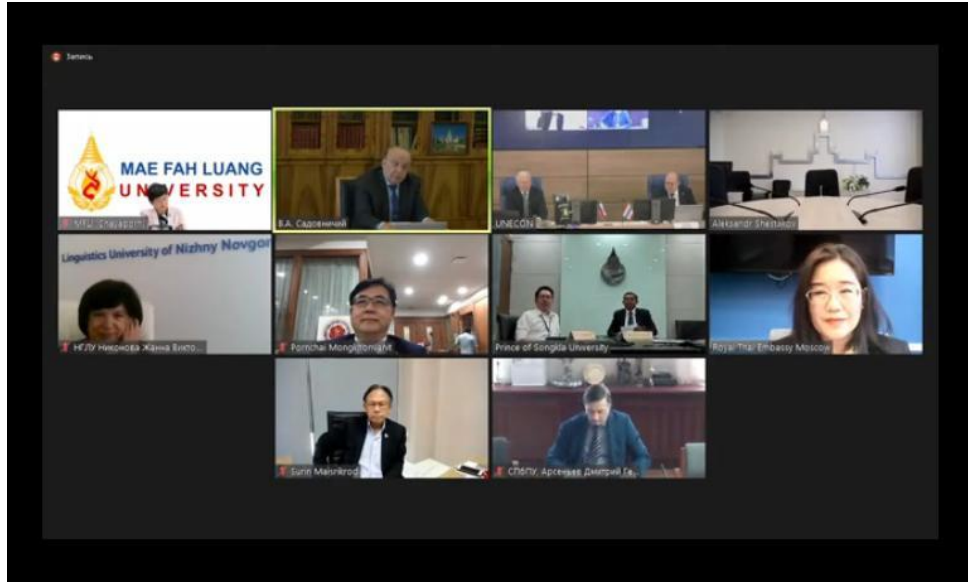 Запись
MAE FAH LUANG
UNIVERSITY
В.А. Садовничий
UNECON
Aleksandr Shestakov
Linguistics University of Nizhny Novgor
НГЛУ Никонова Жанна Викто...
Pornchai Mongkhonvanit
Prince of Songkla University
Royal Thai Embassy Moscow
Surin Maisrikrod
СПбПУ. Арсеньев Дмитрий Ге...